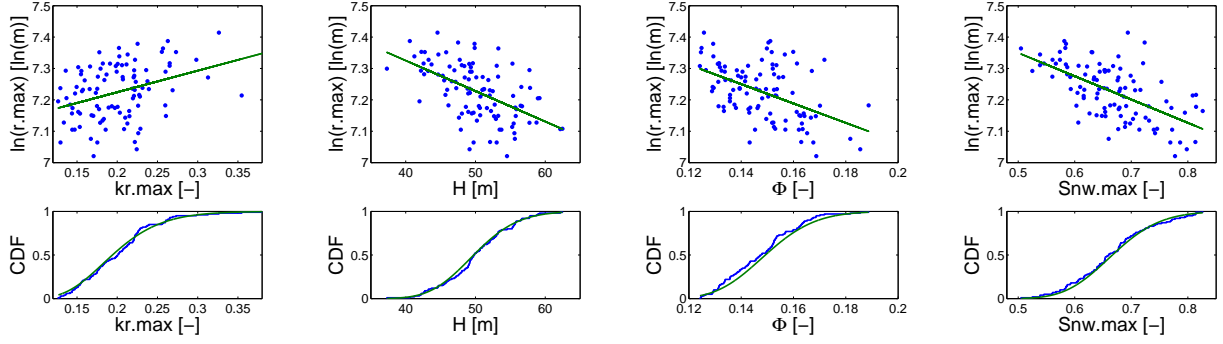 7.5
7.4
7.3
7.2
7.1
7
ln(r.max) [ln(m)]
0.15 0.2 0.25 0.3 0.35
kr.max [−]
7.5
7.4
7.3
7.2
7.1
7
ln(r.max) [ln(m)]
40 50 60
H [m]
7.5
7.4
7.3
7.2
7.1
7
ln(r.max) [ln(m)]
0.12 0.14 0.16 0.18 0.2
Φ [−]
7.5
7.4
7.3
7.2
7.1
7
ln(r.max) [ln(m)]
0.5 0.6 0.7 0.8
Snw.max [−]
1
0.5
0
CDF
0.15 0.2 0.25 0.3 0.35
kr.max [−]
1
0.5
0
CDF
40 50 60
H [m]
1
0.5
0
CDF
0.12 0.14 0.16 0.18 0.2
Φ [−]
1
0.5
0
CDF
0.5 0.6 0.7 0.8
Snw.max [−]